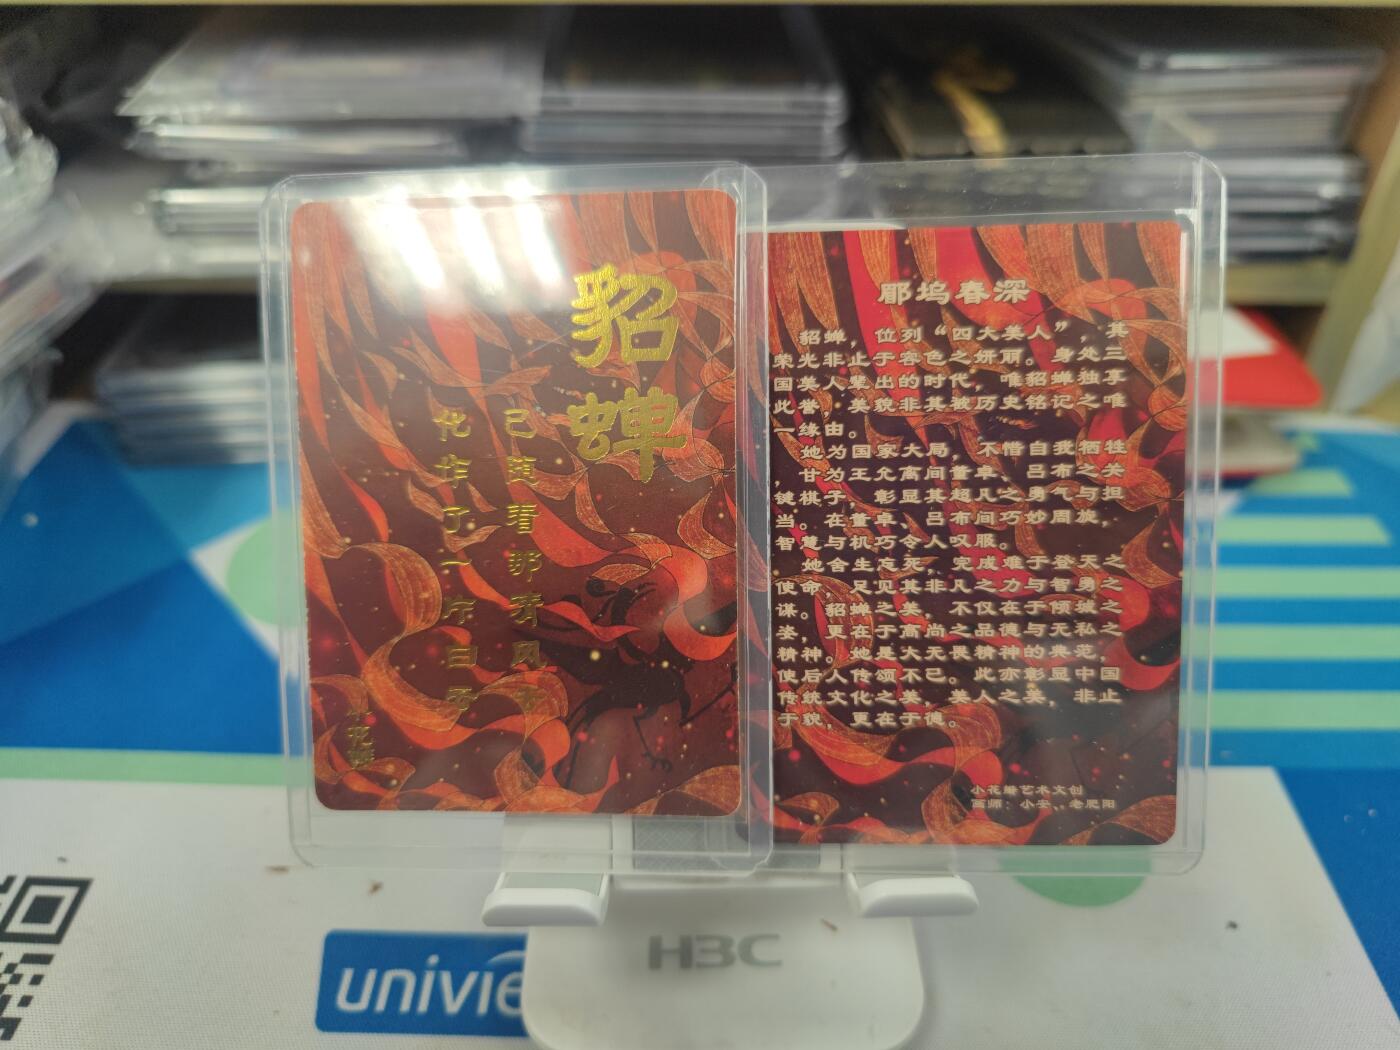 貂蝉
已随着那风
化作了一白
郿坞春深
貂蝉，位列“四大美人”，其
荣光非止于容色之妍丽。身处三
国美人辈出的时代，唯貂蝉独享
此誉，美貌非其被历史铭记之唯
一缘由。
她为国家大局，不惜自我牺牲
，甘为王允离间董卓、吕布之关
键棋子，彰显其超凡之勇气与担
当。在董卓、吕布间巧妙周旋，
智慧与机巧令人叹服。
她舍生忘死，完成难于登天之
使命，足见其非凡之力与智勇之
谋。貂蝉之美，不仅在于倾城之
姿，更在于高尚之品德与无私之
精神。她是大无畏精神的典范，
使后人传颂不已。此亦彰显中国
传统文化之美，美人之美，非止
于貌，更在于德。
小花艺术文创
画师：小安、老肥阳
H3C
univie